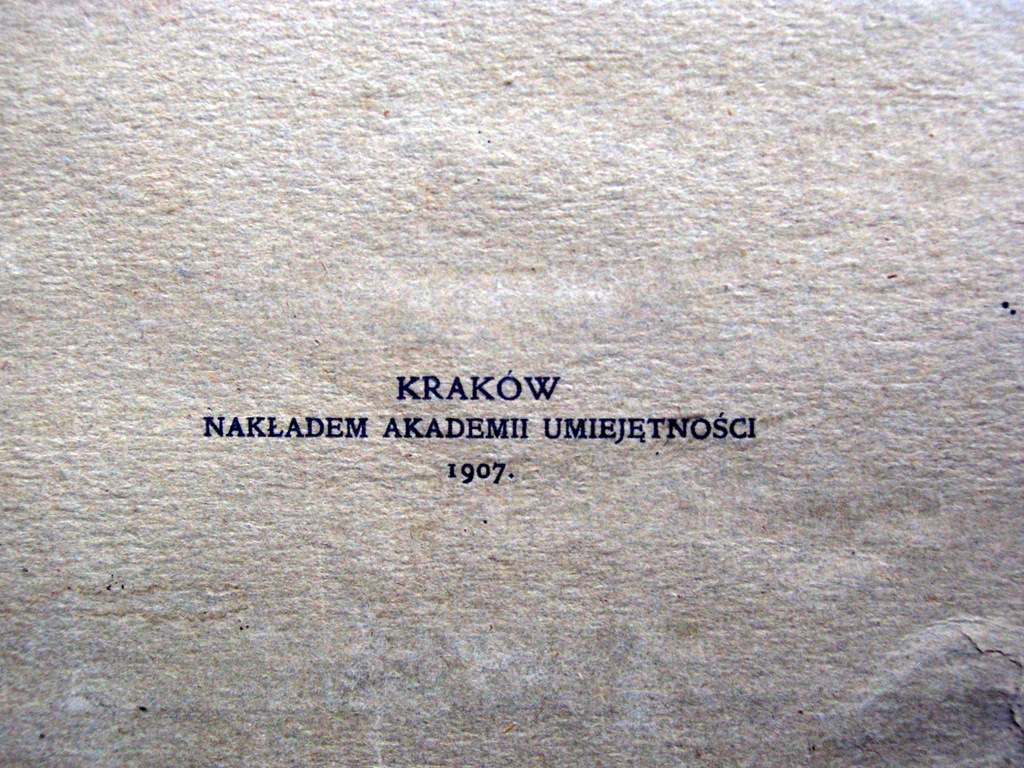 KRAKÓW
NAKŁADEM AKADEMII UMIEJĘTNOŚCI
1907.